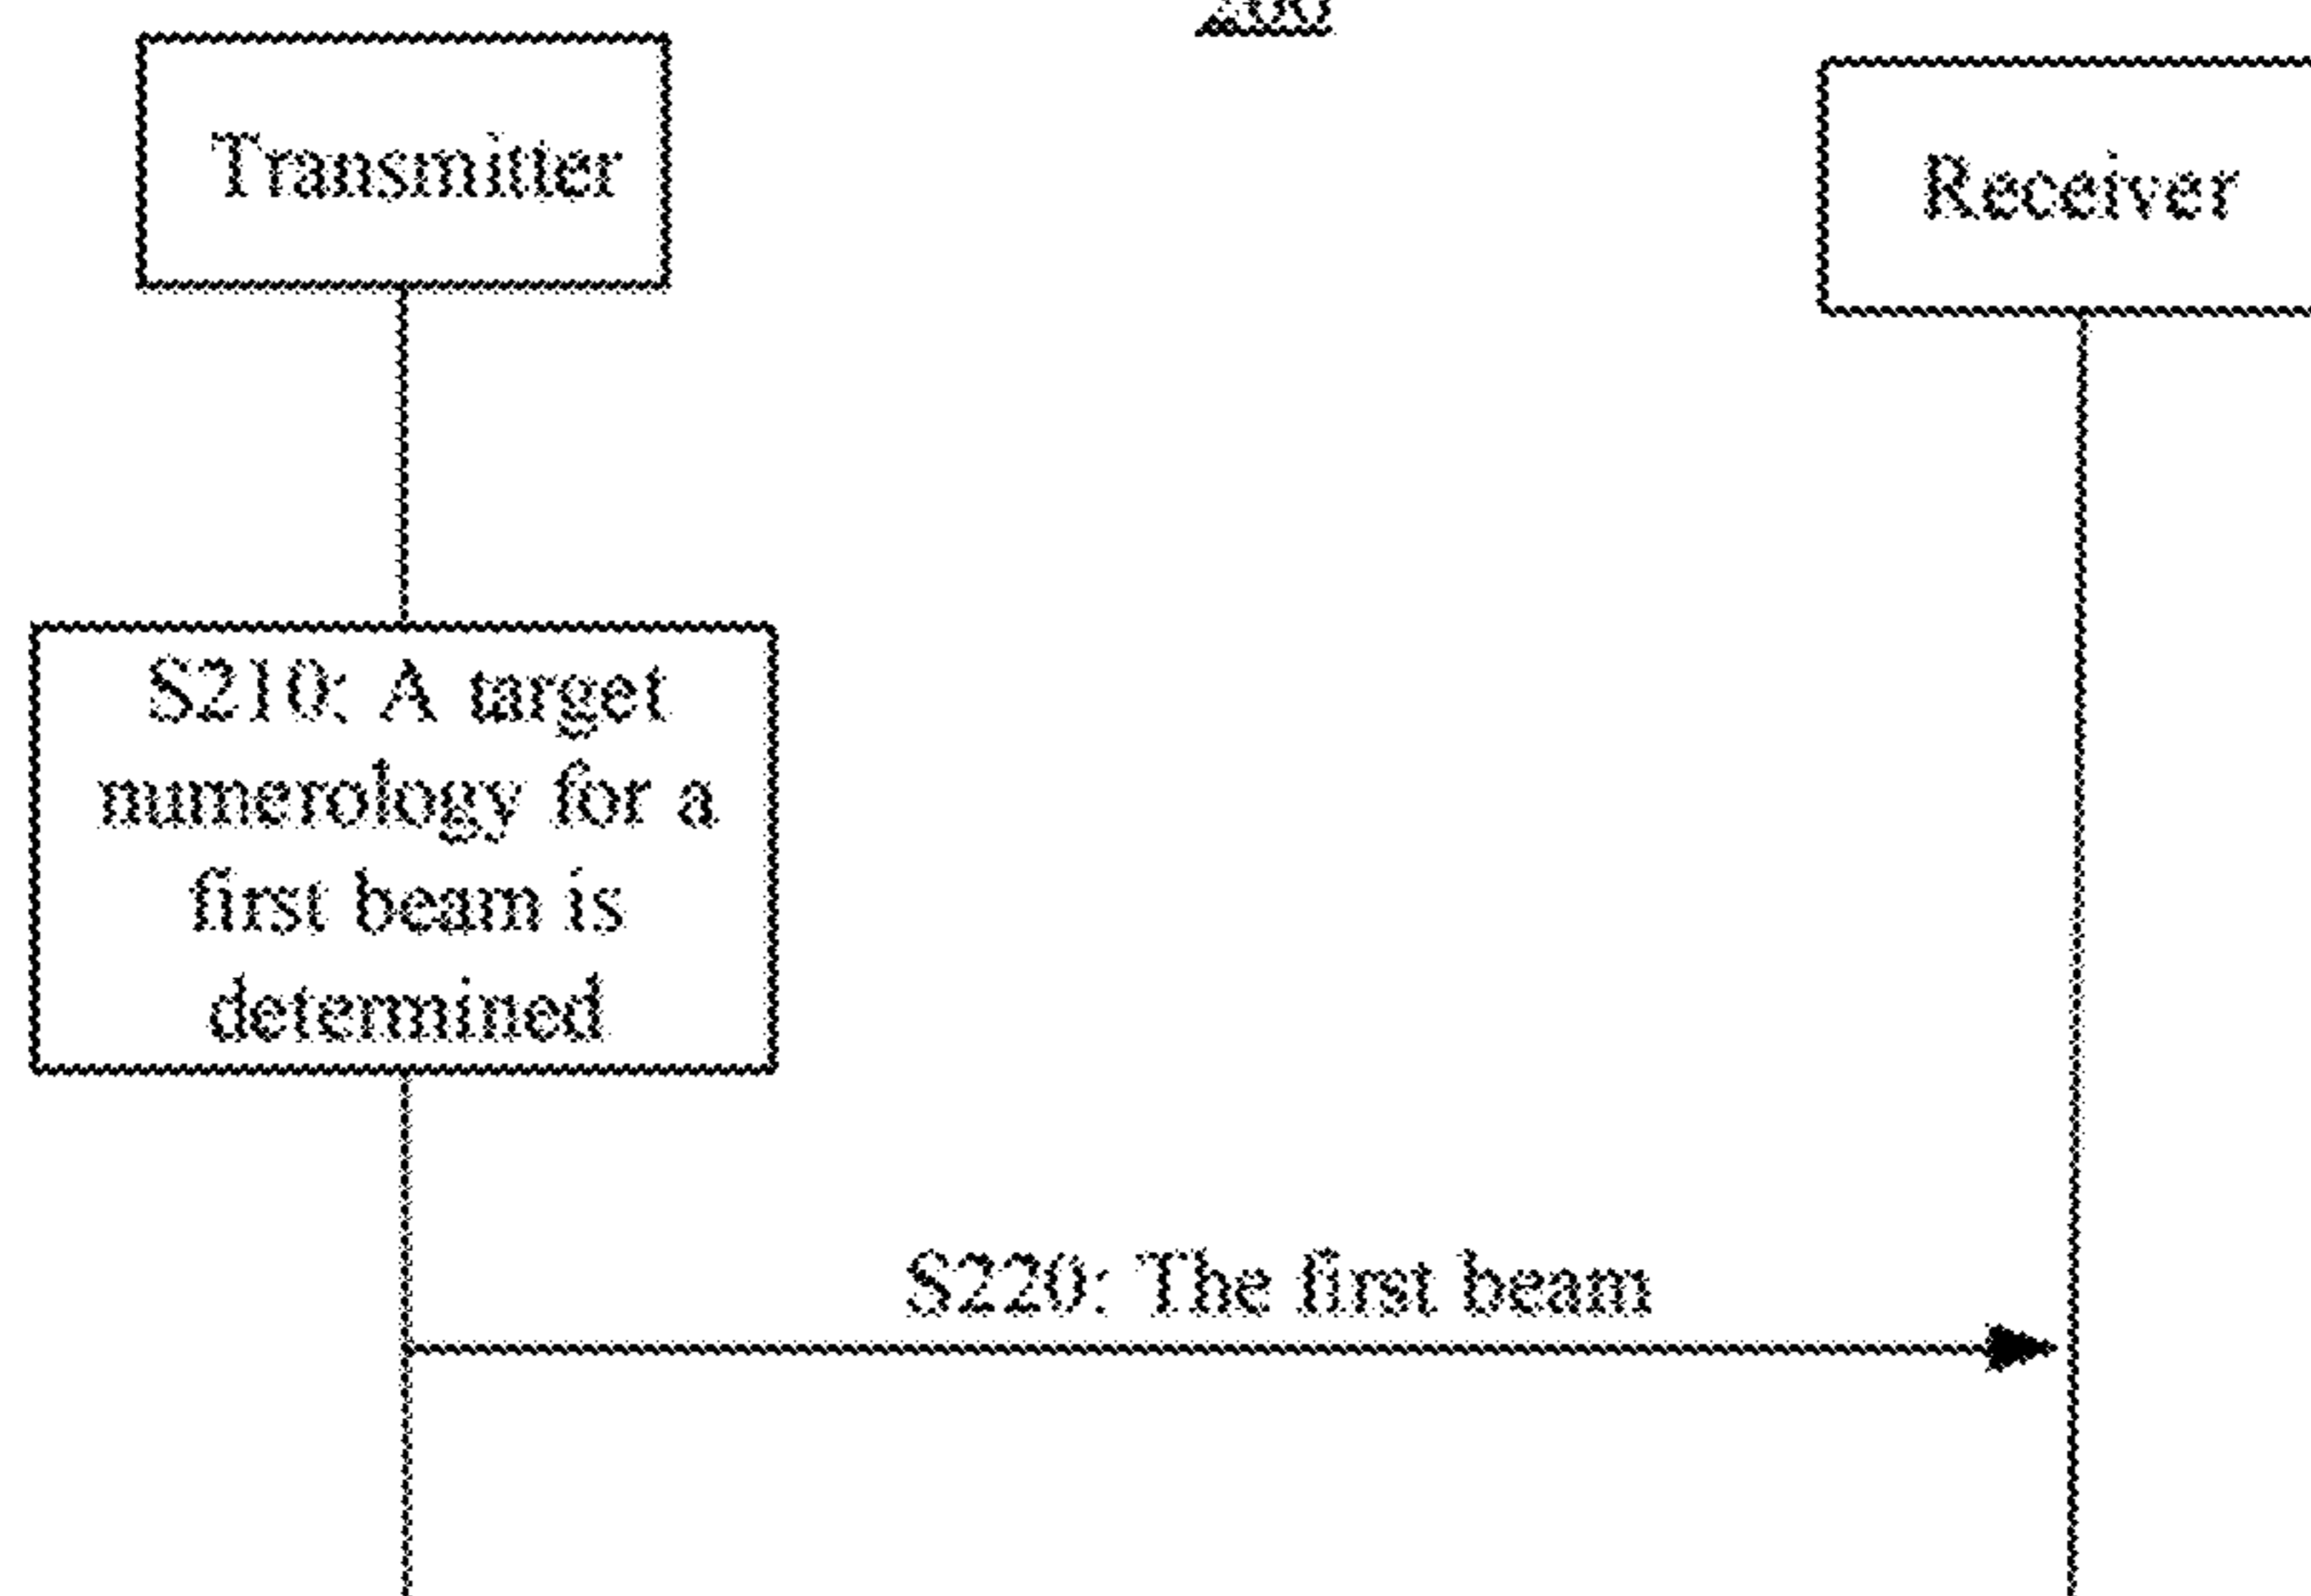 Transmitter
Receiver
S210: A target
numerology for a
first beam is
determined
S220: The first beam